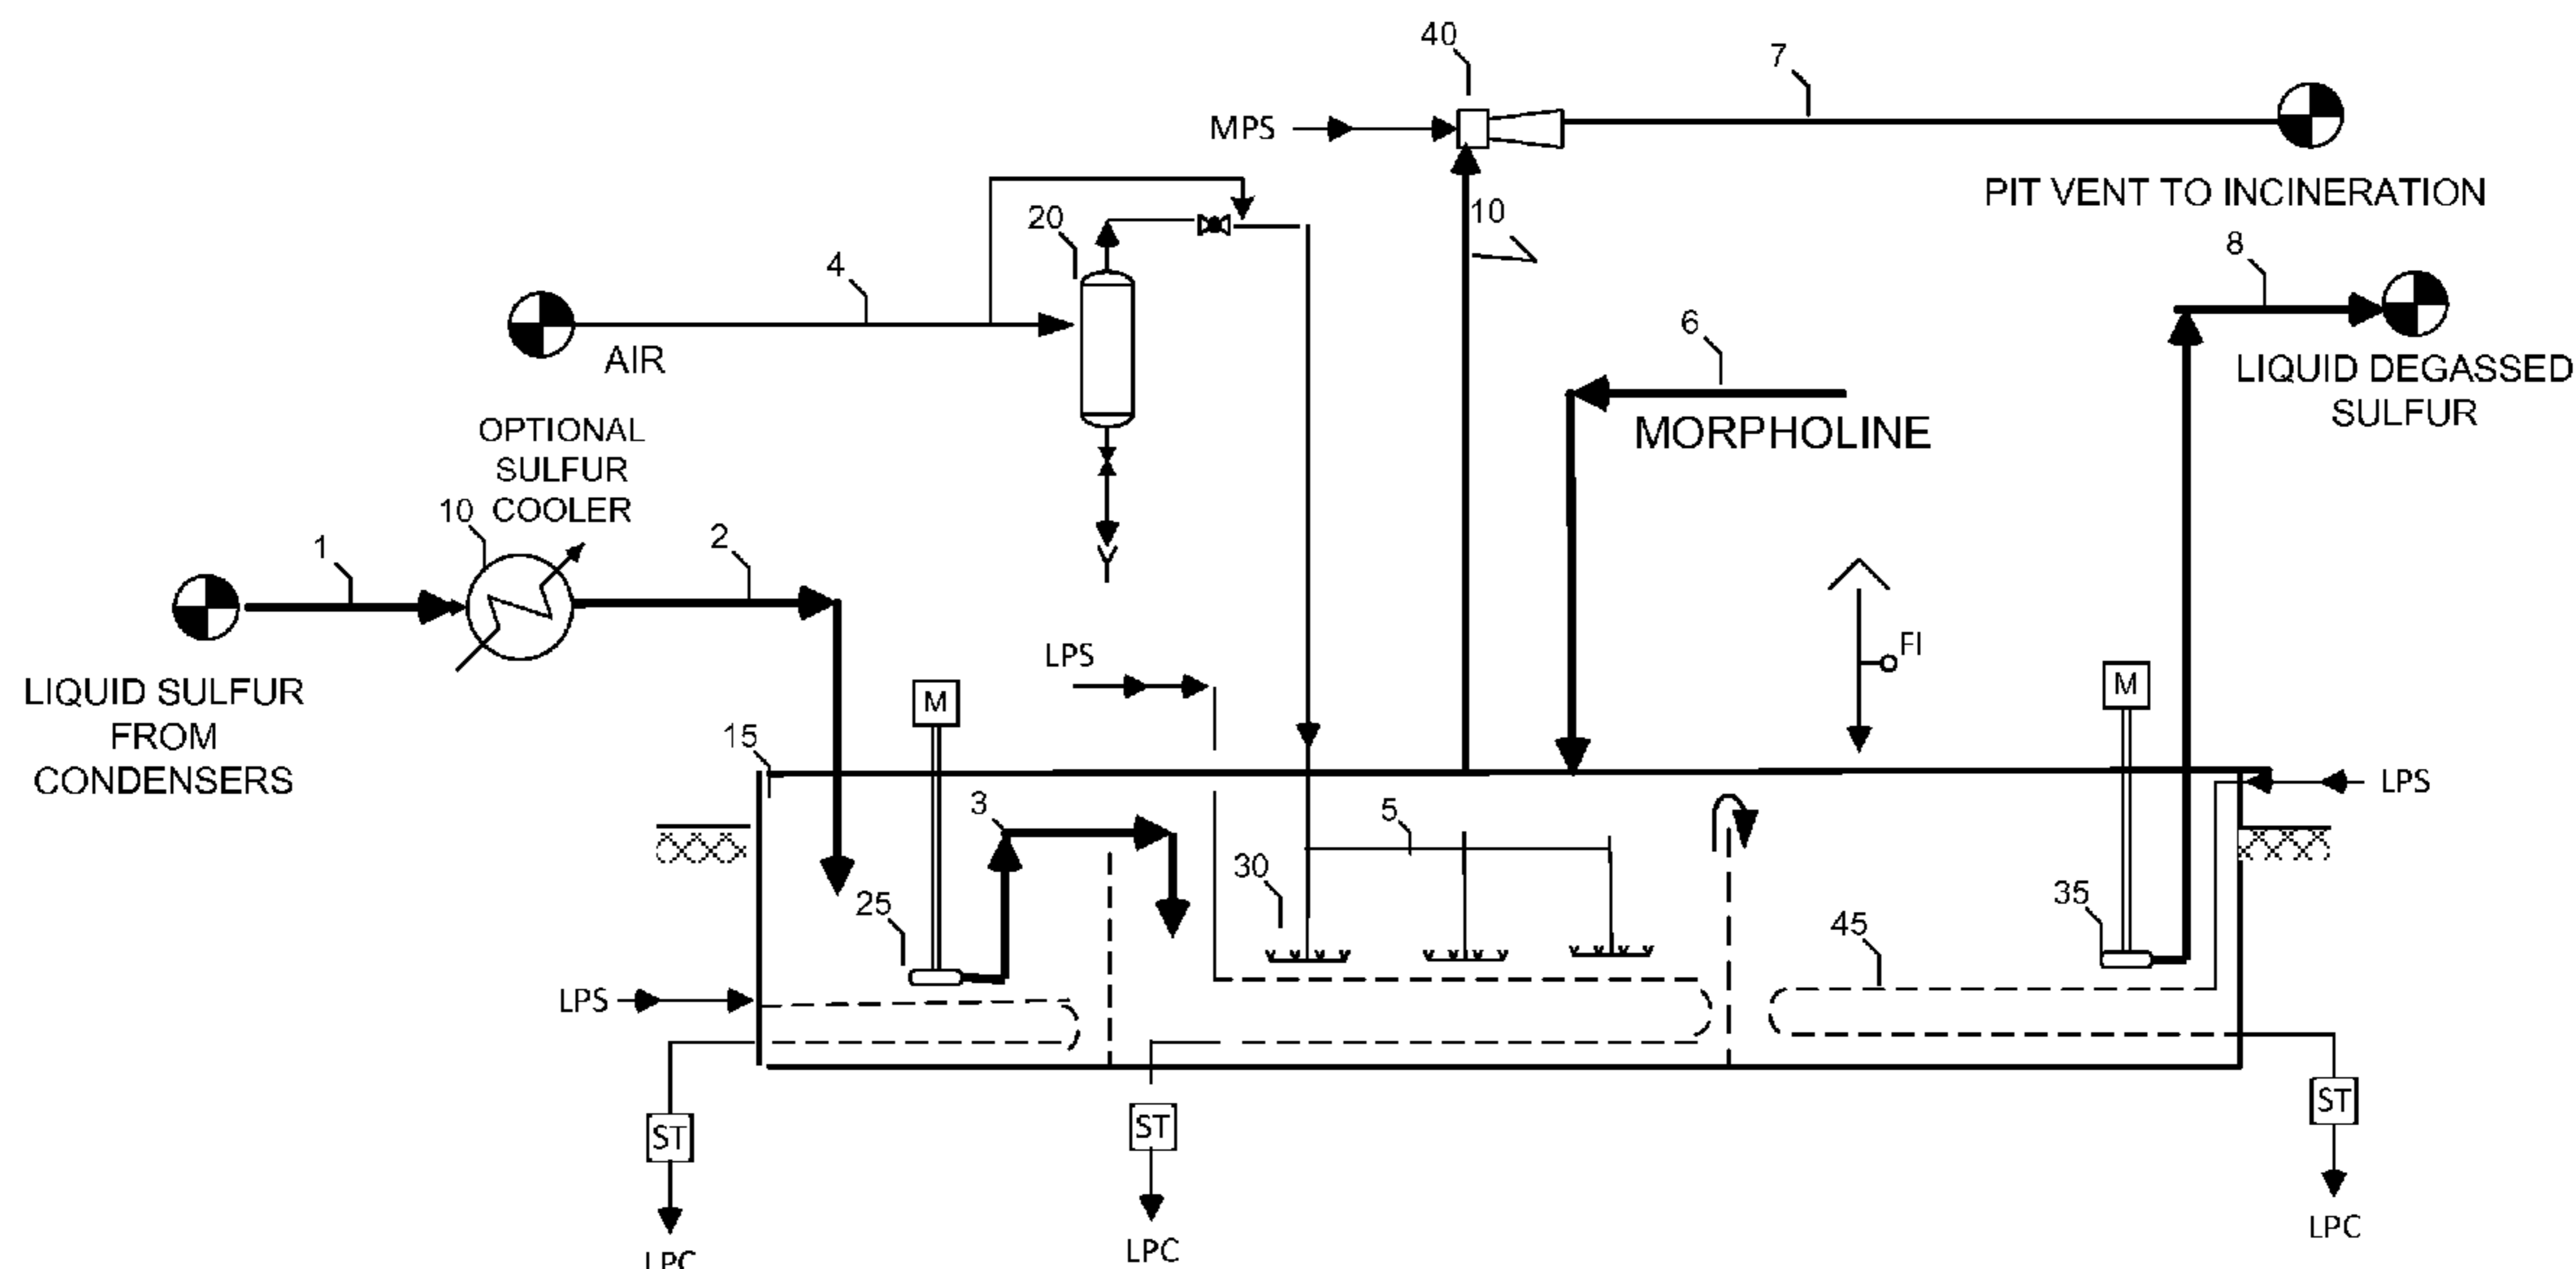 40
7
MPS
PIT VENT TO INCINERATION
20
10
8
4
AIR
6
LIQUID DEGASSED
SULFUR
MORPHOLINE
OPTIONAL
SULFUR
COOLER
10
1
2
LIQUID SULFUR
FROM
CONDENSERS
LPS
FI
M
M
15
LPS
3
5
30
25
35
45
LPS
ST
ST
ST
LPC
LPC
LPC